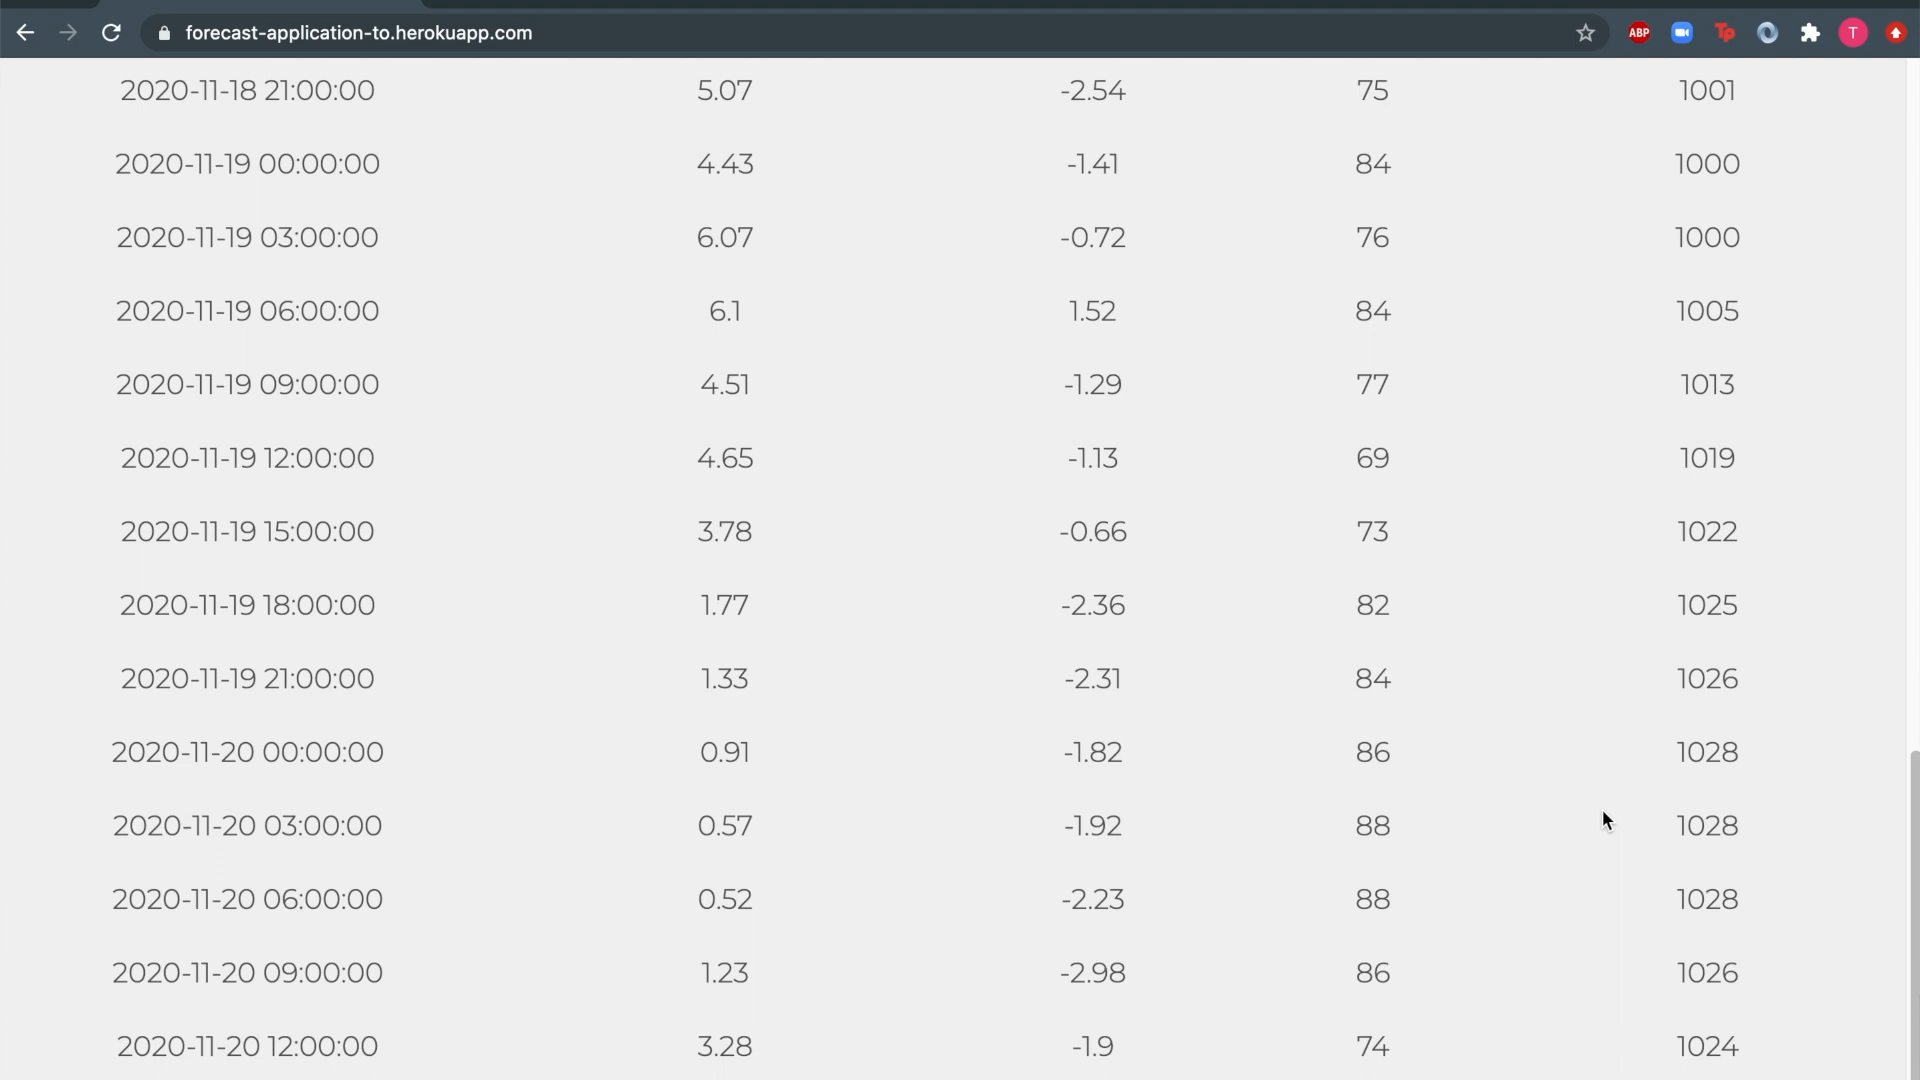 forecast-application-to.herokuapp.com
ABP
Tp
T
2020-11-18 21:00:00 5.07 -2.54 75 1001
2020-11-19 00:00:00 4.43 -1.41 84 1000
2020-11-19 03:00:00 6.07 -0.72 76 1000
2020-11-19 06:00:00 6.1 1.52 84 1005
2020-11-19 09:00:00 4.51 -1.29 77 1013
2020-11-19 12:00:00 4.65 -1.13 69 1019
2020-11-19 15:00:00 3.78 -0.66 73 1022
2020-11-19 18:00:00 1.77 -2.36 82 1025
2020-11-19 21:00:00 1.33 -2.31 84 1026
2020-11-20 00:00:00 0.91 -1.82 86 1028
2020-11-20 03:00:00 0.57 -1.92 88 1028
2020-11-20 06:00:00 0.52 -2.23 88 1028
2020-11-20 09:00:00 1.23 -2.98 86 1026
2020-11-20 12:00:00 3.28 -1.9 74 1024